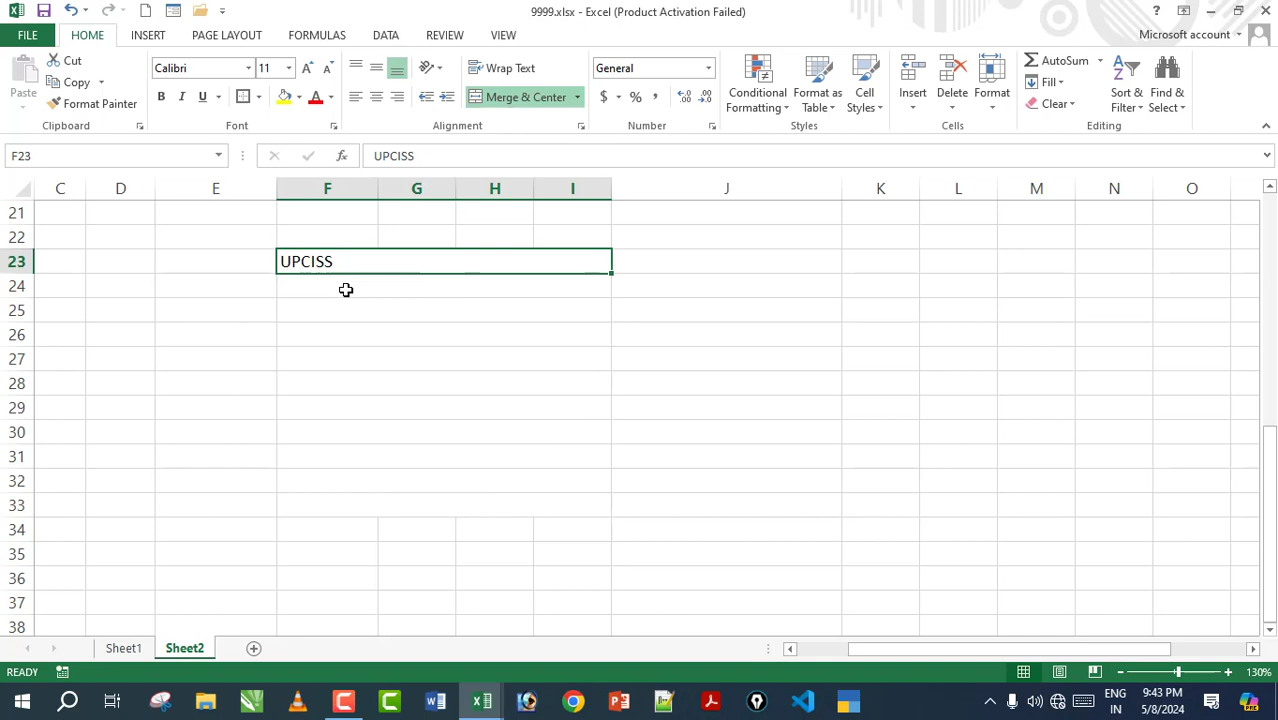 9999.xlsx - Excel (Product Activation Failed)
FILE HOME INSERT PAGE LAYOUT FORMULAS DATA REVIEW VIEW Microsoft account
Paste Cut Copy Format Painter Clipboard
Calibri 11 B I U A Font
Wrap Text Merge & Center Alignment
General $ % , Number
Conditional Formatting Format as Table Cell Styles Styles
Insert Delete Format Cells
AutoSum Fill Clear Sort & Filter Find & Select Editing
F23 fx UPCISS
C D E F G H I J K L M N O
21
22
23 UPCISS
24
25
26
27
28
29
30
31
32
33
34
35
36
37
38
Sheet1 Sheet2
READY 130%
ENG IN 9:43 PM 5/8/2024